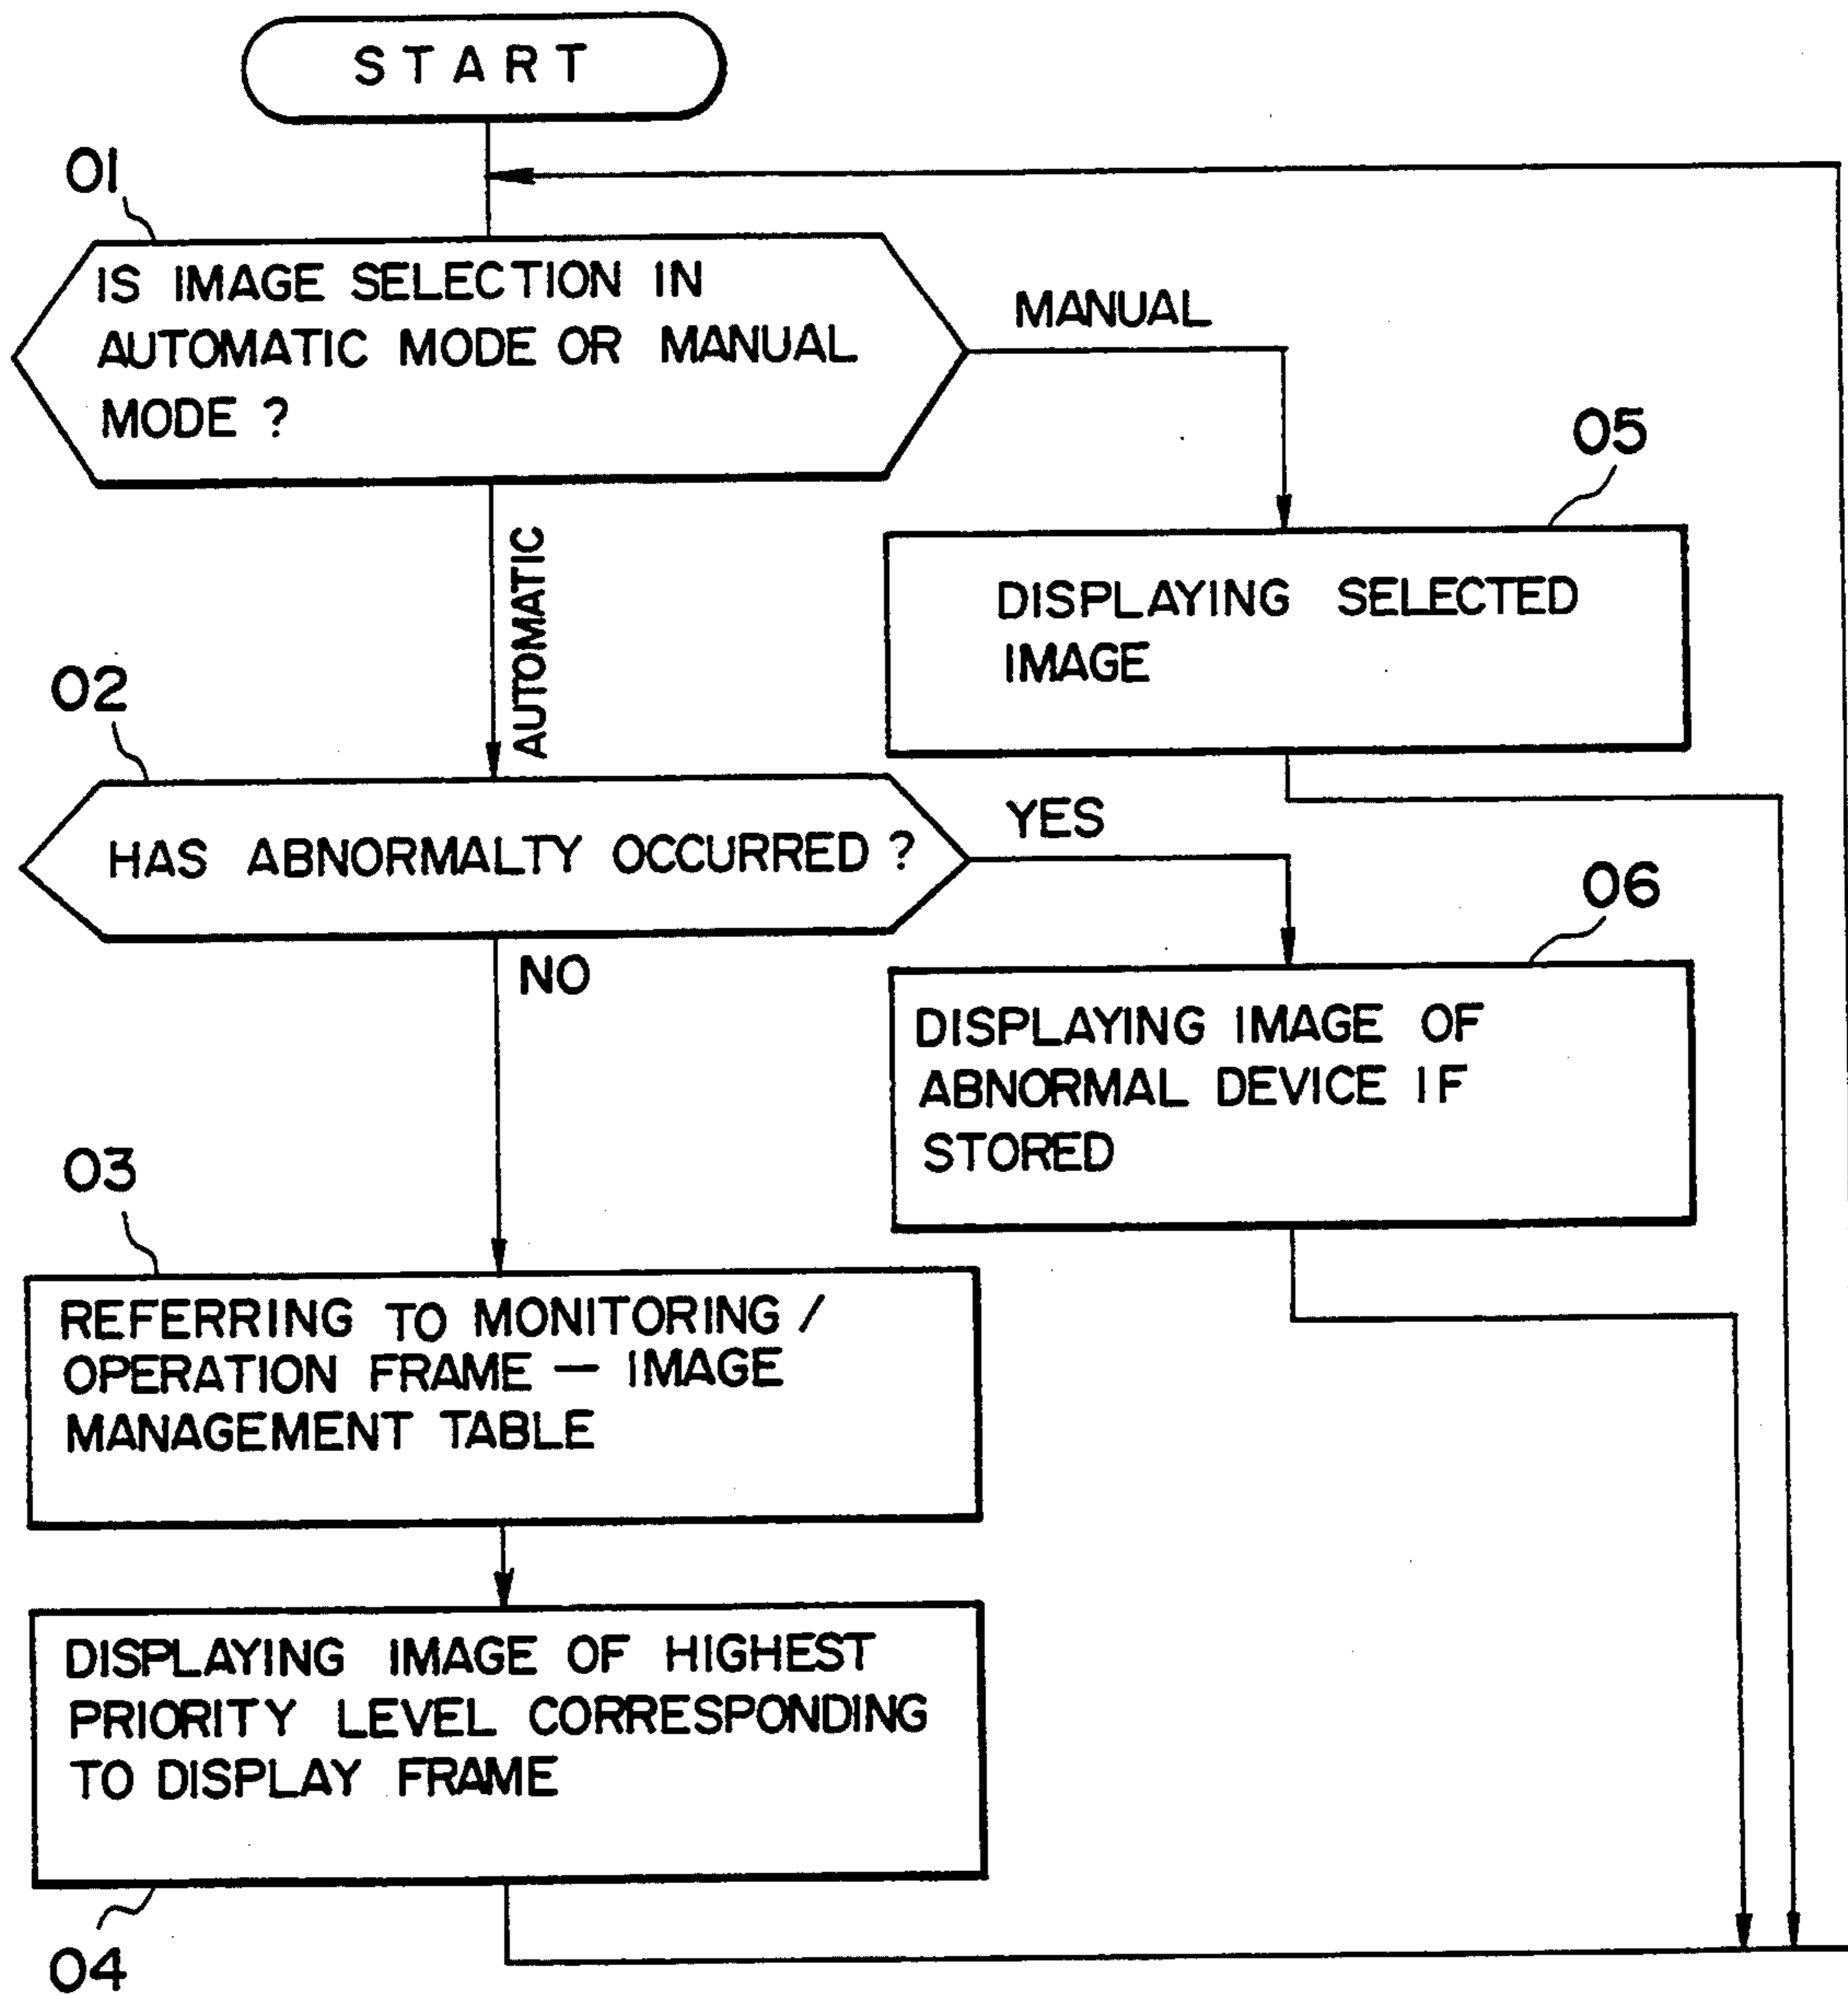 START
01
IS IMAGE SELECTION IN
AUTOMATIC MODE OR MANUAL
MODE ?
MANUAL
05
DISPLAYING SELECTED
IMAGE
AUTOMATIC
02
HAS ABNORMALTY OCCURRED ?
YES
06
DISPLAYING IMAGE OF
ABNORMAL DEVICE IF
STORED
NO
03
REFERRING TO MONITORING /
OPERATION FRAME — IMAGE
MANAGEMENT TABLE
DISPLAYING IMAGE OF HIGHEST
PRIORITY LEVEL CORRESPONDING
TO DISPLAY FRAME
04